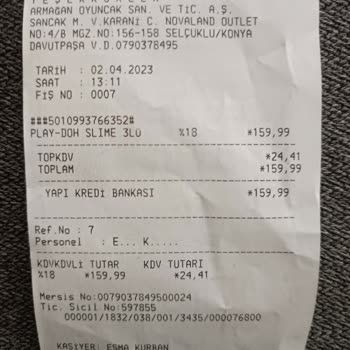 TEŞEKKÜRLER
ARMAĞAN OYUNCAK SAN. VE TİC. A.Ş.
SANCAK M. V.KARANİ C. NOVALAND OUTLET
NO:4/8 MGZ.NO:156-158 SELÇUKLU/KONYA
DAVUTPAŞA V.D.0790378495
TARİH : 02.04.2023
SAAT : 13:11
FİŞ NO : 0007
###5010993766352#
PLAY-DOH SLIME 3LÜ %18 *159,99
TOPKDV *24,41
TOPLAM *159,99
YAPI KREDİ BANKASI *159,99
Ref.No : 7
Personel : E... K.....
KDVKDVLİ TUTAR KDV TUTARI
%18 *159,99 *24,41
Mersis No:0079037849500024
Tic. Sicil No:597855
000001/1832/038/001/3435/000076800
KASİYER: ESMA KURBAN